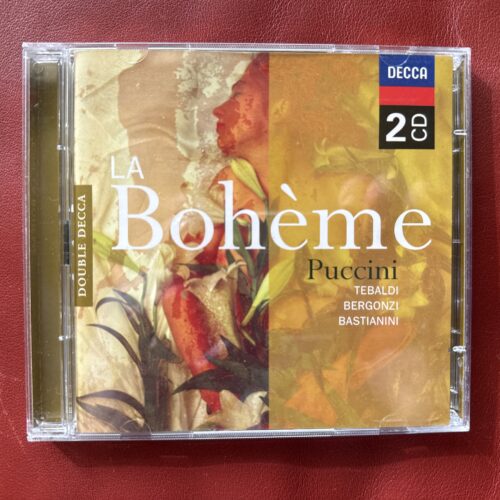 DECCA
2CD
LA
Bohème
Puccini
TEBALDI
BERGONZI
BASTIANINI
DOUBLE DECCA